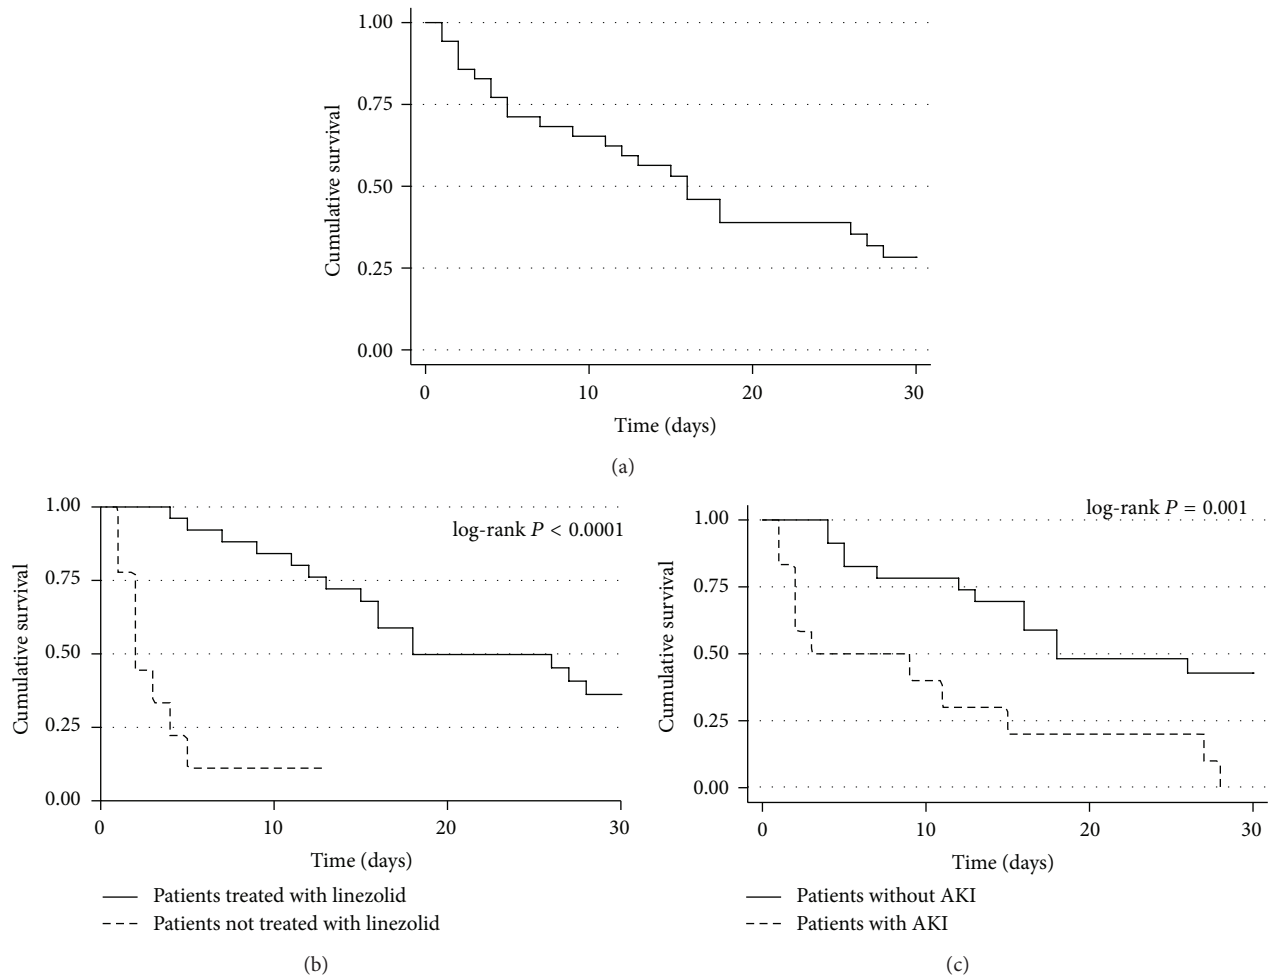 1.00
0.75
0.50
0.25
0.00
Cumulative survival
0 10 20 30
Time (days)
(a)
1.00
0.75
0.50
0.25
0.00
Cumulative survival
log-rank P < 0.0001
0 10 20 30
Time (days)
Patients treated with linezolid
Patients not treated with linezolid
(b)
log-rank P = 0.001
1.00
0.75
0.50
0.25
0.00
Cumulative survival
0 10 20 30
Time (days)
Patients without AKI
Patients with AKI
(c)